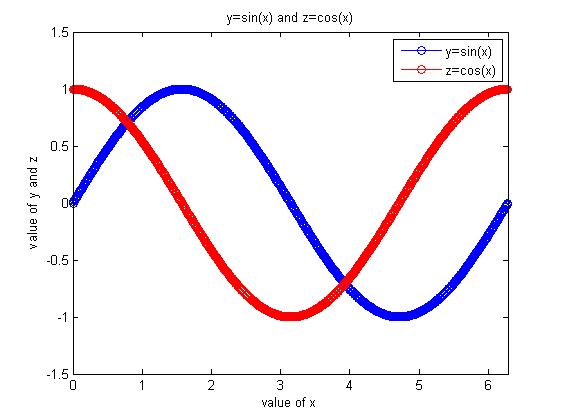 y=sin(x) and z=cos(x)
1.5
y=sin(x)
z=cos(x)
1
0.5
0
-0.5
-1
-1.5
value of y and z
0 1 2 3 4 5 6
value of x